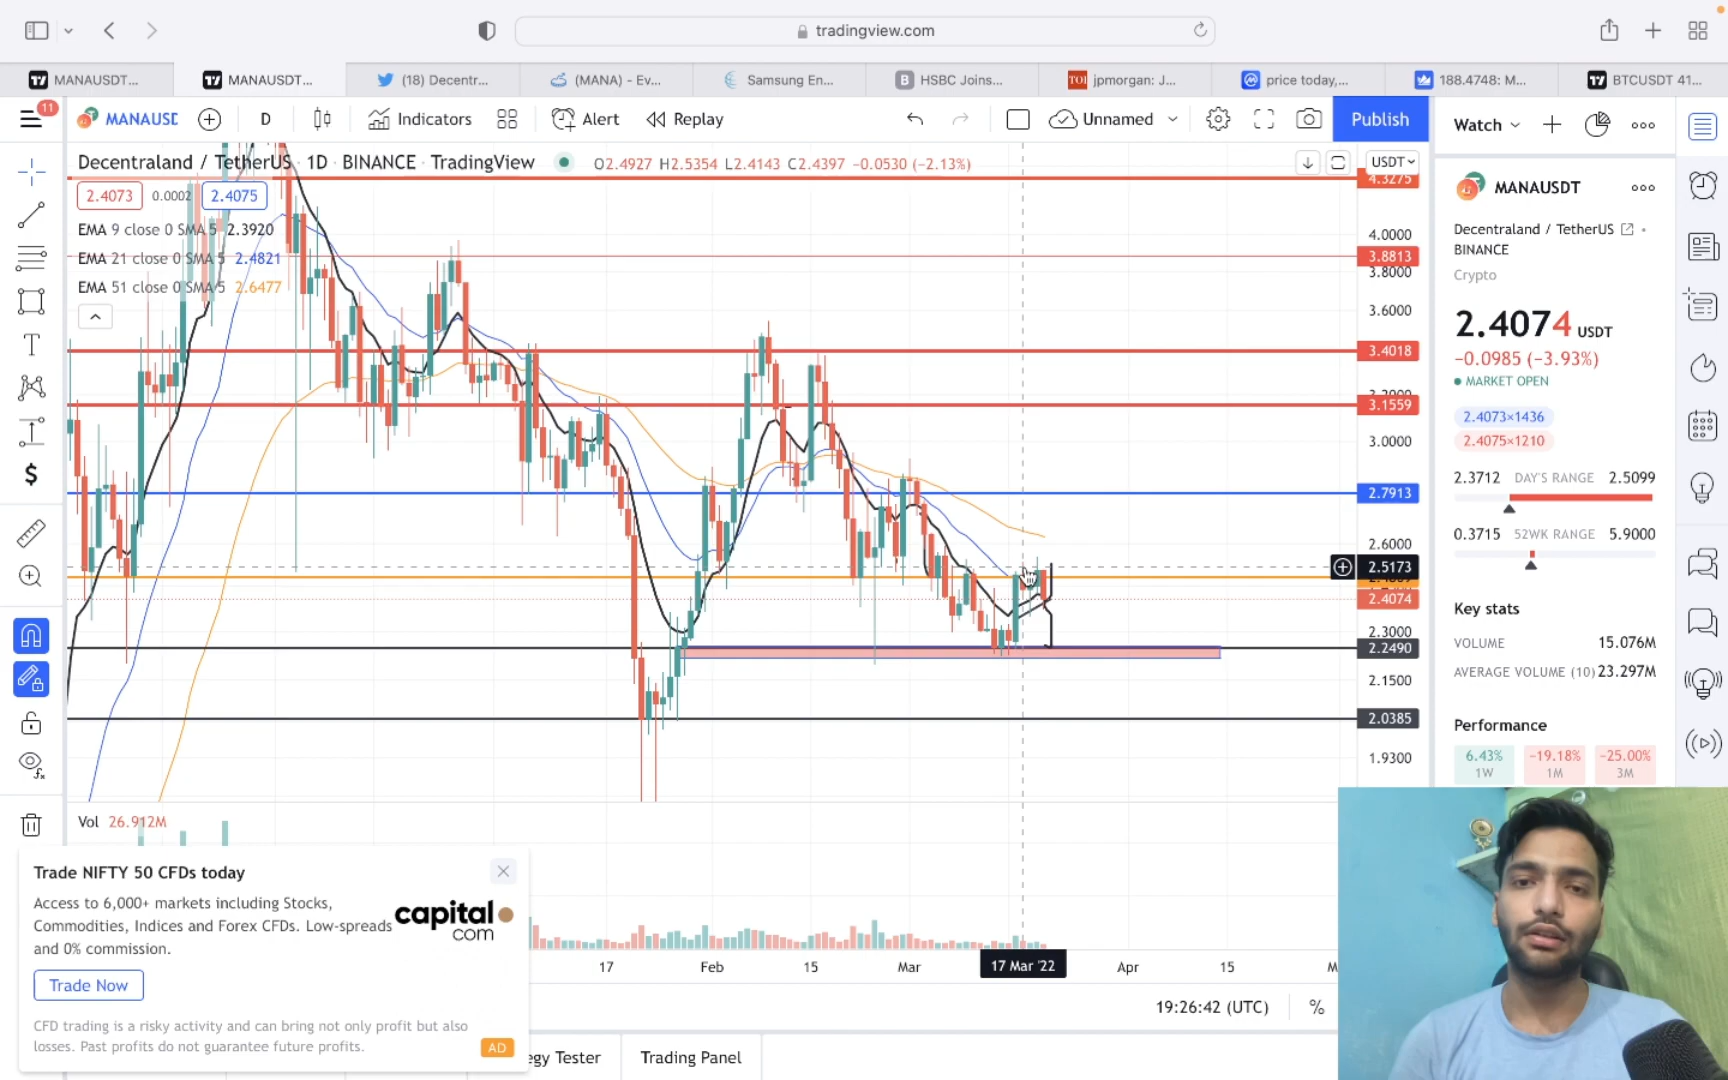 tradingview.com
MANAUSDT...
MANAUSDT...
(18) Decentr...
(MANA) - Ev...
Samsung En...
HSBC Joins...
jpmorgan: J...
price today,...
188.4748: M...
BTCUSDT 41...
11
MANAUSD
D
Indicators
Alert
Replay
Unnamed
Publish
Watch
Decentraland / TetherUS · 1D · BINANCE · TradingView
O2.4927 H2.5354 L2.4143 C2.4397 -0.0530 (-2.13%)
USDT
2.4073
0.0002
2.4075
EMA 9 close 0 SMA 5 2.3920
EMA 21 close 0 SMA 5 2.4821
EMA 51 close 0 SMA 5 2.6477
4.3275
4.0000
3.8813
3.8000
3.6000
3.4018
3.1559
3.0000
2.7913
2.6000
2.5173
2.4074
2.3000
2.2490
2.1500
2.0385
1.9300
Vol 26.912M
17
Feb
15
Mar
17 Mar '22
Apr
15
19:26:42 (UTC)
%
Trade NIFTY 50 CFDs today
Access to 6,000+ markets including Stocks,
Commodities, Indices and Forex CFDs. Low-spreads
and 0% commission.
capital
com
Trade Now
CFD trading is a risky activity and can bring not only profit but also
losses. Past profits do not guarantee future profits.
AD
egy Tester
Trading Panel
MANAUSDT
Decentraland / TetherUS
BINANCE
Crypto
2.4074 USDT
-0.0985 (-3.93%)
MARKET OPEN
2.4073×1436
2.4075×1210
2.3712 DAY'S RANGE 2.5099
0.3715 52WK RANGE 5.9000
Key stats
VOLUME 15.076M
AVERAGE VOLUME (10) 23.297M
Performance
6.43%
1W
-19.18%
1M
-25.00%
3M